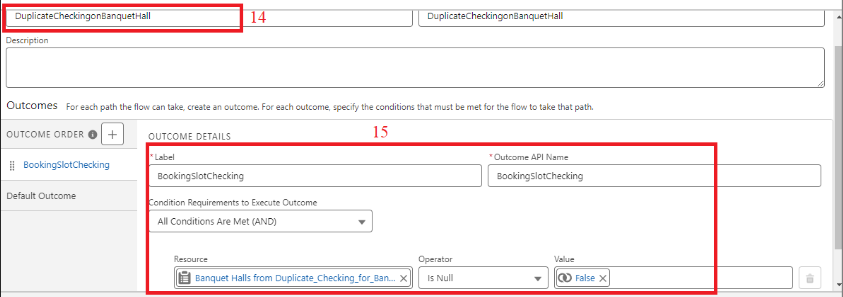 DuplicateCheckingonBanquetHall 14 DuplicateCheckingonBanquetHall
Description
Outcomes For each path the flow can take, create an outcome. For each outcome, specify the conditions that must be met for the flow to take that path.
OUTCOME ORDER
OUTCOME DETAILS
15
BookingSlotChecking
Default Outcome
*Label
*Outcome API Name
BookingSlotChecking
BookingSlotChecking
Condition Requirements to Execute Outcome
All Conditions Are Met (AND)
Resource Operator Value
Banquet Halls from Duplicate_Checking_for_Ban... Is Null False